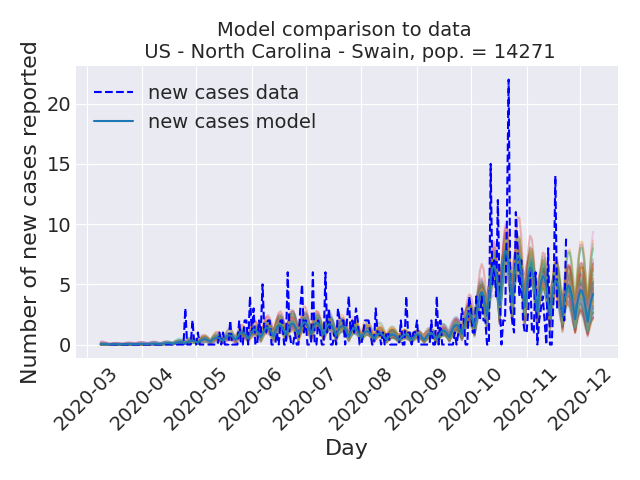 Model comparison to data
US - North Carolina - Swain, pop. = 14271
Number of new cases reported
20
15
10
5
0
new cases data
new cases model
2020-03
2020-04
2020-05
2020-06
2020-07
2020-08
2020-09
2020-10
2020-11
2020-12
Day